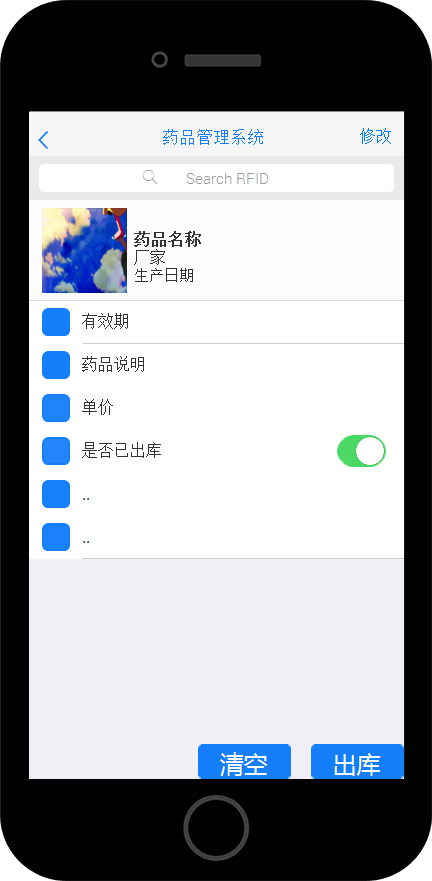 药品管理系统 修改
Search RFID
药品名称
厂家
生产日期
有效期
药品说明
单价
是否已出库
..
..
清空 出库